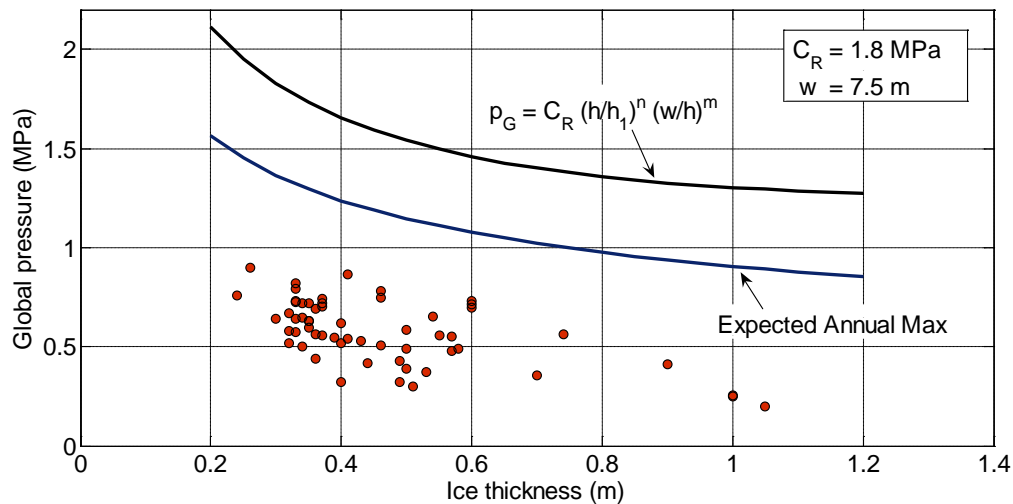 C_R = 1.8 MPa
w = 7.5 m
p_G = C_R (h/h_1)^n (w/h)^m
Expected Annual Max
Global pressure (MPa)
2
1.5
1
0.5
0
0 0.2 0.4 0.6 0.8 1 1.2 1.4
Ice thickness (m)